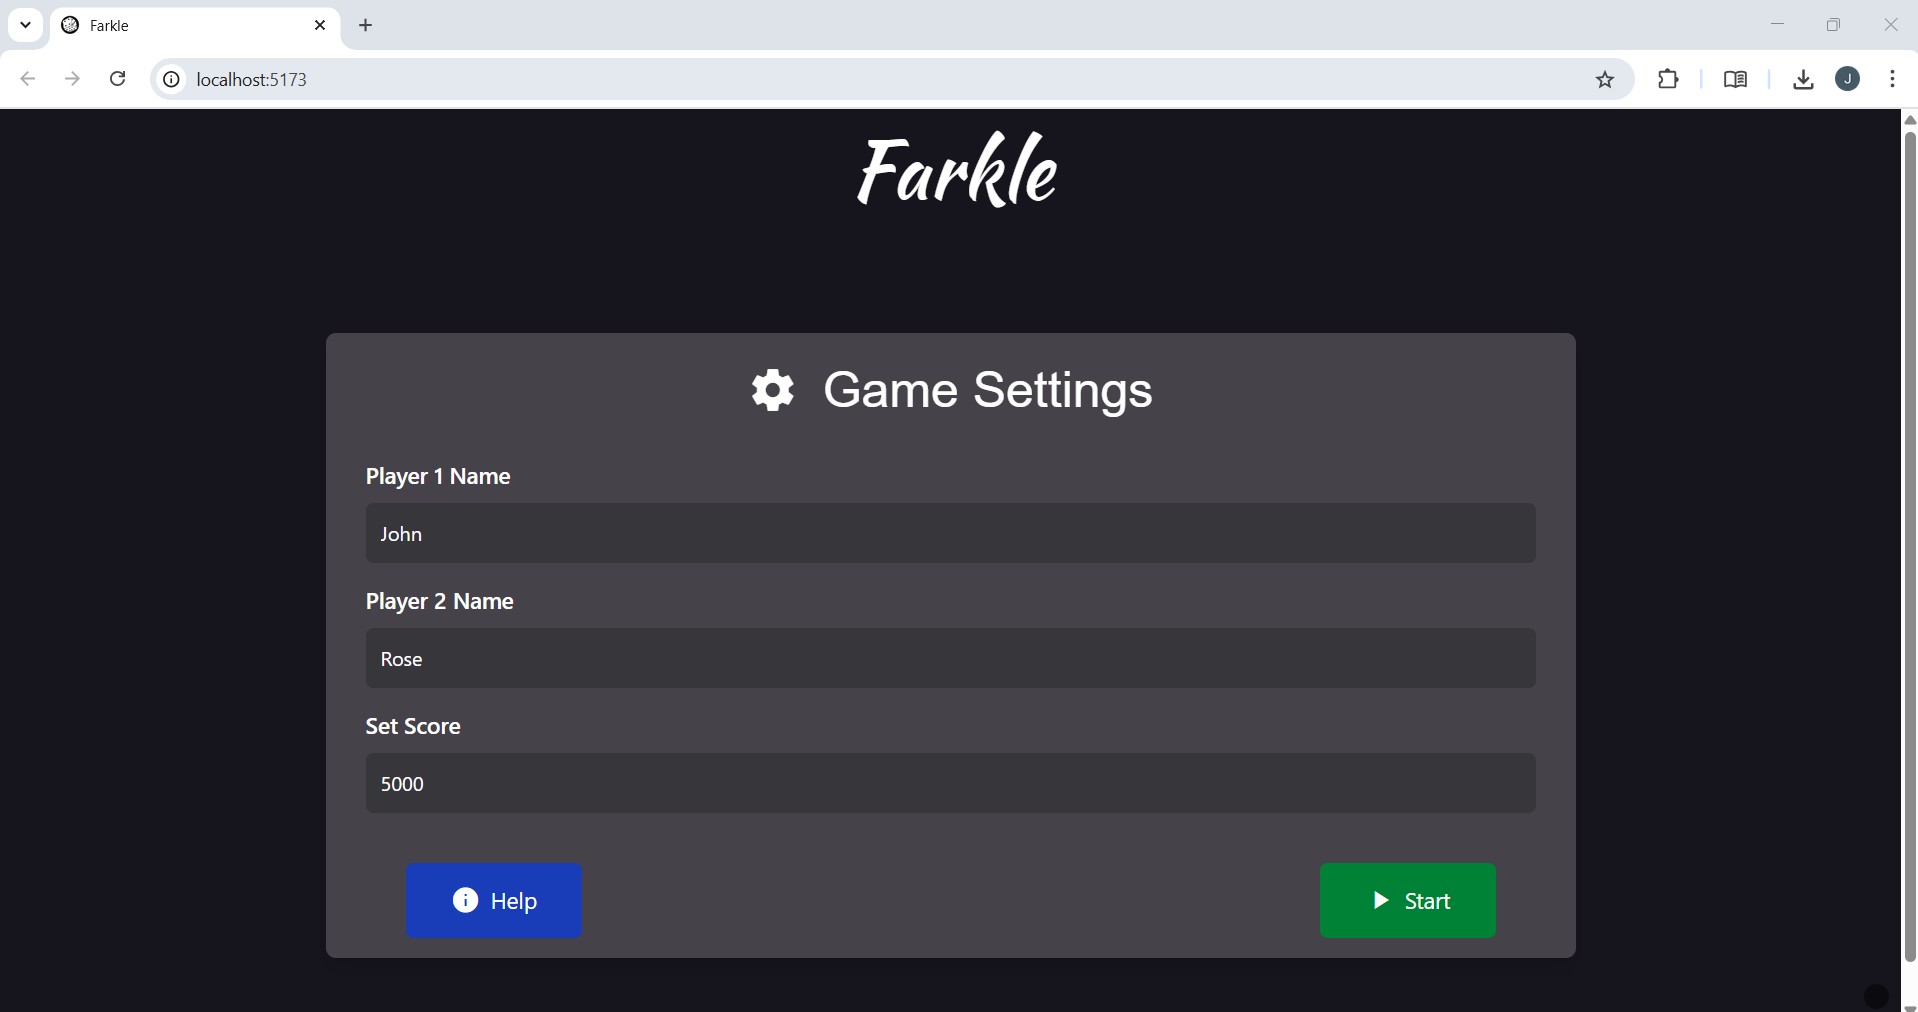 Farkle
localhost:5173
J
Farkle
Game Settings
Player 1 Name
John
Player 2 Name
Rose
Set Score
5000
Help
Start